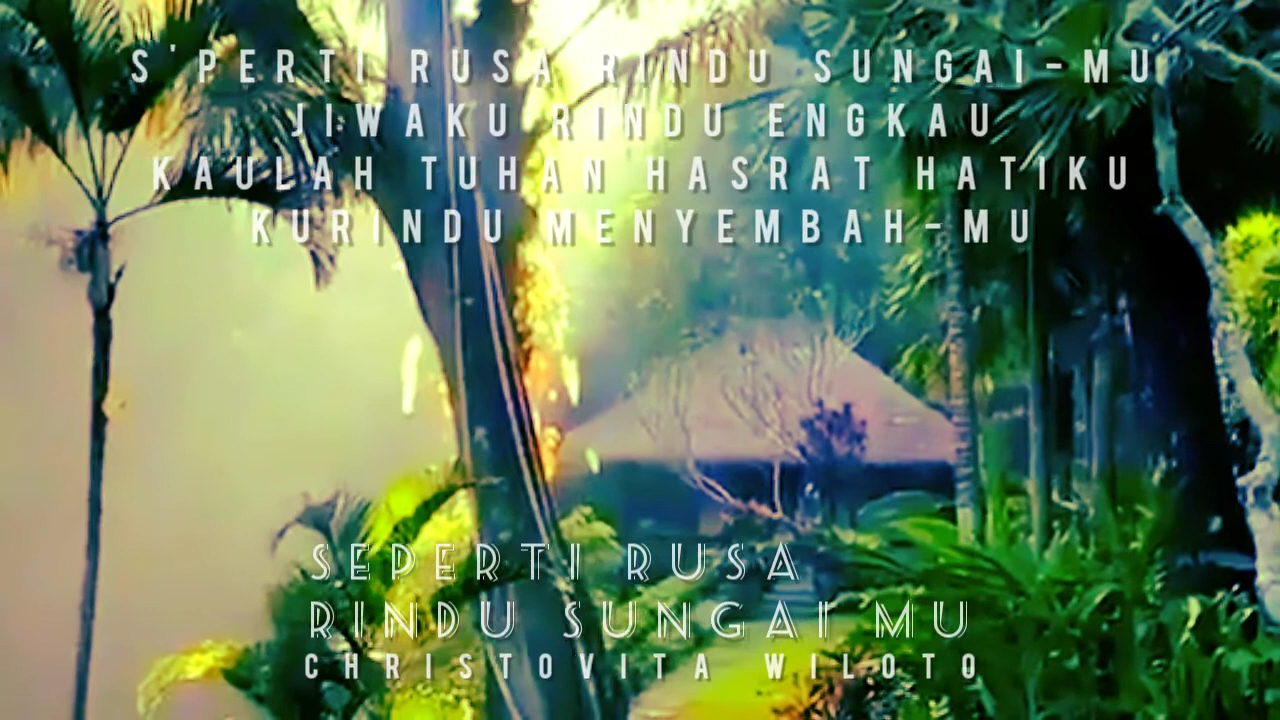 S'PERTI RUSA RINDU SUNGAI-MU
JIWAKU RINDU ENGKAU
KAULAH TUHAN HASRAT HATIKU
KURINDU MENYEMBAH-MU
SEPERTI RUSA
RINDU SUNGAI MU
CHRISTOVITA WILOTO